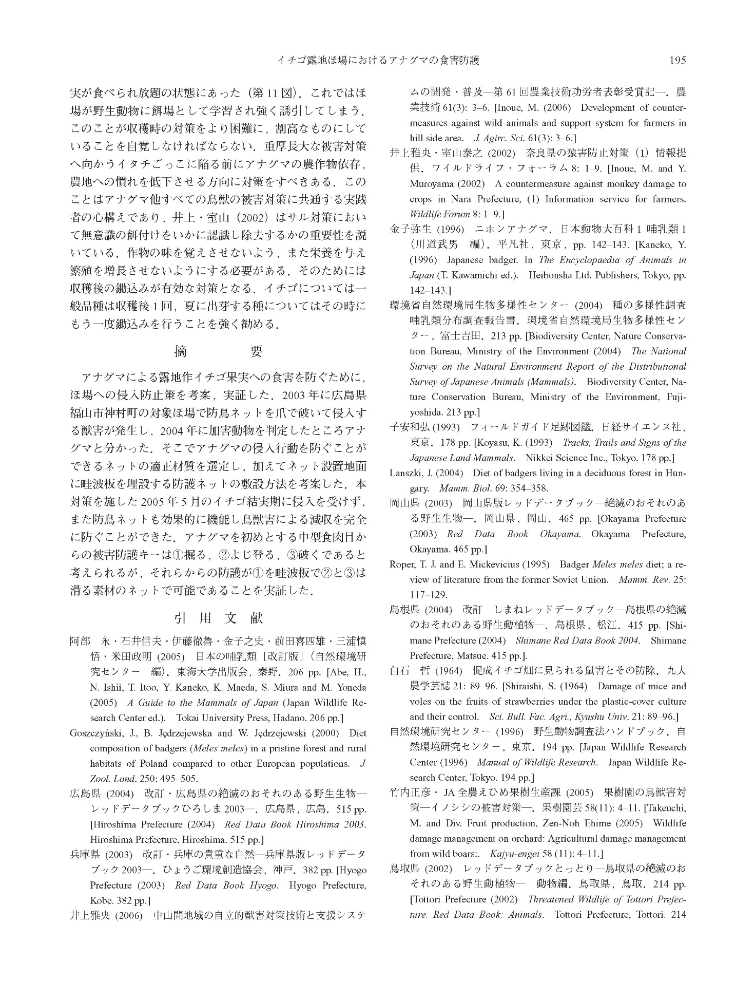 イチゴ露地ほ場におけるアナグマの食害防護
195
実が食べられ放題の状態にあった（第 11 図）．これではほ
場が野生動物に餌場として学習され強く誘引してしまう．
このことが収穫時の対策をより困難に，割高なものにして
いることを自覚しなければならない．重厚長大な被害対策
へ向かうイタチごっこに陥る前にアナグマの農作物依存，
農地への慣れを低下させる方向に対策をすべきある．この
ことはアナグマ他すべての鳥獣の被害対策に共通する実践
者の心構えであり，井上・室山（2002）はサル対策におい
て無意識の餌付けをいかに認識し除去するかの重要性を説
いている．作物の味を覚えさせないよう，また栄養を与え
繁殖を増長させないようにする必要がある．そのためには
収穫後の鋤込みが有効な対策となる．イチゴについては一
般品種は収穫後 1 回，夏に出芽する種についてはその時に
もう一度鋤込みを行うことを強く勧める．
摘　　　　　要
アナグマによる露地作イチゴ果実への食害を防ぐために，
ほ場への侵入防止策を考案，実証した．2003 年に広島県
福山市神村町の対象ほ場で防鳥ネットを爪で破いて侵入す
る獣害が発生し，2004 年に加害動物を判定したところアナ
グマと分かった．そこでアナグマの侵入行動を防ぐことが
できるネットの適正材質を選定し，加えてネット設置地面
に畦波板を埋設する防護ネットの敷設方法を考案した．本
対策を施した 2005 年 5 月のイチゴ結実期に侵入を受けず，
また防鳥ネットも効果的に機能し鳥獣害による減収を完全
に防ぐことができた．アナグマを初めとする中型食肉目か
らの被害防護キーは①掘る，②よじ登る，③破くであると
考えられるが，それらからの防護が①を畦波板で②と③は
滑る素材のネットで可能であることを実証した．
引　用　文　献
阿部　永・石井信夫・伊藤徹魯・金子之史・前田喜四雄・三浦慎
悟・米田政明 (2005)　日本の哺乳類［改訂版］（自然環境研
究センター　編）．東海大学出版会，秦野．206 pp. [Abe, H.,
N. Ishii, T. Itoo, Y. Kaneko, K. Maeda, S. Miura and M. Yoneda
(2005)　A Guide to the Mammals of Japan (Japan Wildlife Re-
search Center ed.).　Tokai University Press, Hadano. 206 pp.]
Goszczyński, J., B. Jędrzejewska and W. Jędrzejewski (2000)　Diet
composition of badgers (Meles meles) in a pristine forest and rural
habitats of Poland compared to other European populations.　J.
Zool. Lond. 250: 495–505.
広島県 (2004)　改訂・広島県の絶滅のおそれのある野生生物―
レッドデータブックひろしま 2003―．広島県，広島．515 pp.
[Hiroshima Prefecture (2004)　Red Data Book Hiroshima 2003.
Hiroshima Prefecture, Hiroshima. 515 pp.]
兵庫県 (2003)　改訂・兵庫の貴重な自然―兵庫県版レッドデータ
ブック 2003―．ひょうご環境創造協会，神戸．382 pp. [Hyogo
Prefecture (2003)　Red Data Book Hyogo.　Hyogo Prefecture,
Kobe. 382 pp.]
井上雅央 (2006)　中山間地域の自立的獣害対策技術と支援システ
ムの開発・普及―第 61 回農業技術功労者表彰受賞記―．農
業技術 61(3): 3–6. [Inoue, M. (2006)　Development of counter-
measures against wild animals and support system for farmers in
hill side area.　J. Agirc. Sci. 61(3): 3–6.]
井上雅央・室山泰之 (2002)　奈良県の猿害防止対策（1）情報提
供．ワイルドライフ・フォーラム 8: 1–9. [Inoue, M. and Y.
Muroyama (2002)　A countermeasure against monkey damage to
crops in Nara Prefecture, (1) Information service for farmers.
Wildlife Forum 8: 1–9.]
金子弥生 (1996)　ニホンアナグマ．日本動物大百科 1 哺乳類 1
（川道武男　編）．平凡社，東京，pp. 142–143. [Kaneko, Y.
(1996)　Japanese badger. In The Encyclopaedia of Animals in
Japan (T. Kawamichi ed.).　Heibonsha Ltd. Publishers, Tokyo, pp.
142–143.]
環境省自然環境局生物多様性センター (2004)　種の多様性調査
哺乳類分布調査報告書．環境省自然環境局生物多様性セン
ター，富士吉田．213 pp. [Biodiversity Center, Nature Conserva-
tion Bureau, Ministry of the Environment (2004)　The National
Survey on the Natural Environment Report of the Distributional
Survey of Japanese Animals (Mammals).　Biodiversity Center, Na-
ture Conservation Bureau, Ministry of the Environment, Fuji-
yoshida. 213 pp.]
子安和弘 (1993)　フィールドガイド足跡図鑑．日経サイエンス社，
東京．178 pp. [Koyasu, K. (1993)　Tracks, Trails and Signs of the
Japanese Land Mammals.　Nikkei Science Inc., Tokyo. 178 pp.]
Lanszki, J. (2004)　Diet of badgers living in a deciduous forest in Hun-
gary.　Mamm. Biol. 69: 354–358.
岡山県 (2003)　岡山県版レッドデータブック―絶滅のおそれのあ
る野生生物―．岡山県，岡山．465 pp. [Okayama Prefecture
(2003) Red Data Book Okayama. Okayama Prefecture,
Okayama. 465 pp.]
Roper, T. J. and E. Mickevicius (1995)　Badger Meles meles diet; a re-
view of literature from the former Soviet Union.　Mamm. Rev. 25:
117–129.
島根県 (2004)　改訂　しまねレッドデータブック―島根県の絶滅
のおそれのある野生動植物―．島根県，松江．415 pp. [Shi-
mane Prefecture (2004)　Shimane Red Data Book 2004.　Shimane
Prefecture, Matsue. 415 pp.].
白石　哲 (1964)　促成イチゴ畑に見られる鼠害とその防除．九大
農学芸誌 21: 89–96. [Shiraishi, S. (1964)　Damage of mice and
voles on the fruits of strawberries under the plastic-cover culture
and their control.　Sci. Bull. Fac. Agri., Kyushu Univ. 21: 89–96.]
自然環境研究センター (1996)　野生動物調査法ハンドブック．自
然環境研究センター，東京．194 pp. [Japan Wildlife Research
Center (1996)　Manual of Wildlife Research.　Japan Wildlife Re-
search Center, Tokyo. 194 pp.]
竹内正彦・JA 全農えひめ果樹生産課 (2005)　果樹園の鳥獣害対
策―イノシシの被害対策―．果樹園芸 58(11): 4–11. [Takeuchi,
M. and Div. Fruit production, Zen-Noh Ehime (2005)　Wildlife
damage management on orchard: Agricultural damage management
from wild boars:.　Kajyu-engei 58 (11): 4–11.]
鳥取県 (2002)　レッドデータブックとっとり―鳥取県の絶滅のお
それのある野生動植物―　動物編．鳥取県，鳥取．214 pp.
[Tottori Prefecture (2002)　Threatened Wildlife of Tottori Prefec-
ture. Red Data Book: Animals.　Tottori Prefecture, Tottori. 214